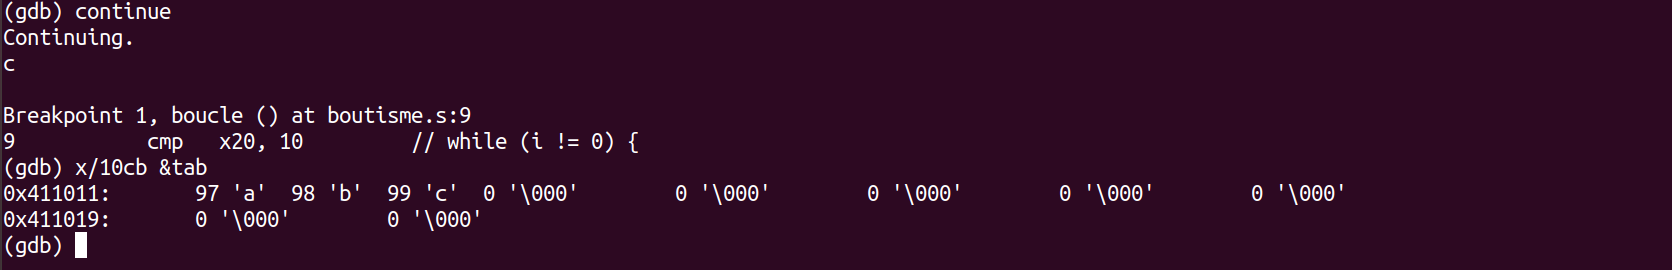 (gdb) continue
Continuing.
c
Breakpoint 1, boucle () at boutisme.s:9
9           cmp   x20, 10         // while (i != 0) {
(gdb) x/10cb &tab
0x411011:       97 'a'  98 'b'  99 'c'  0 '\000'        0 '\000'        0 '\000'        0 '\000'        0 '\000'
0x411019:       0 '\000'        0 '\000'
(gdb)